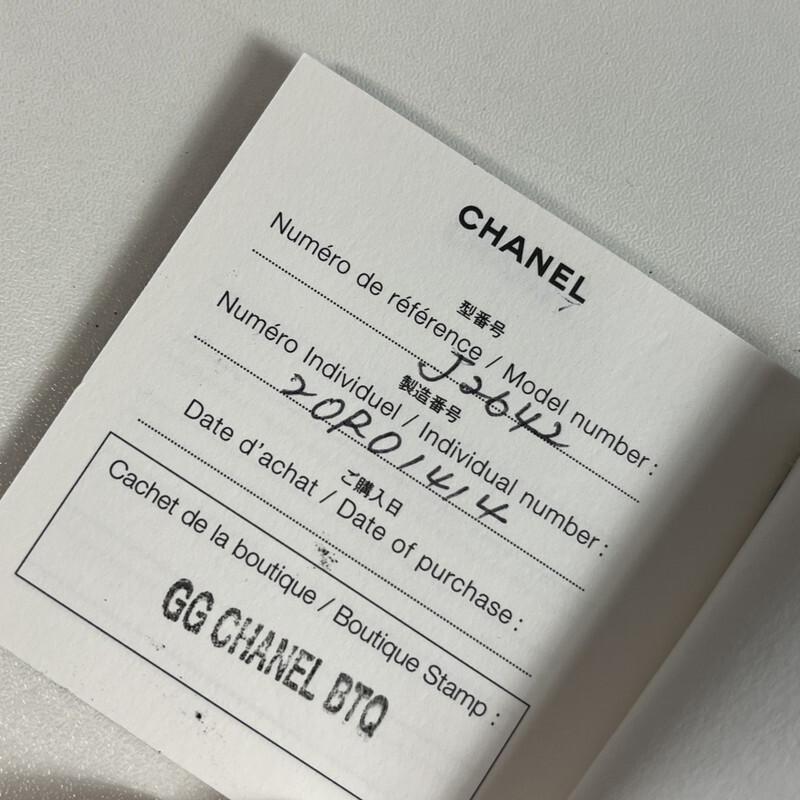 CHANEL
型番号
Numéro de référence / Model number :
J2642
製造番号
Numéro Individuel / Individual number :
20R01414
ご購入日
Date d'achat / Date of purchase :
Cachet de la boutique / Boutique Stamp :
GG CHANEL BTQ